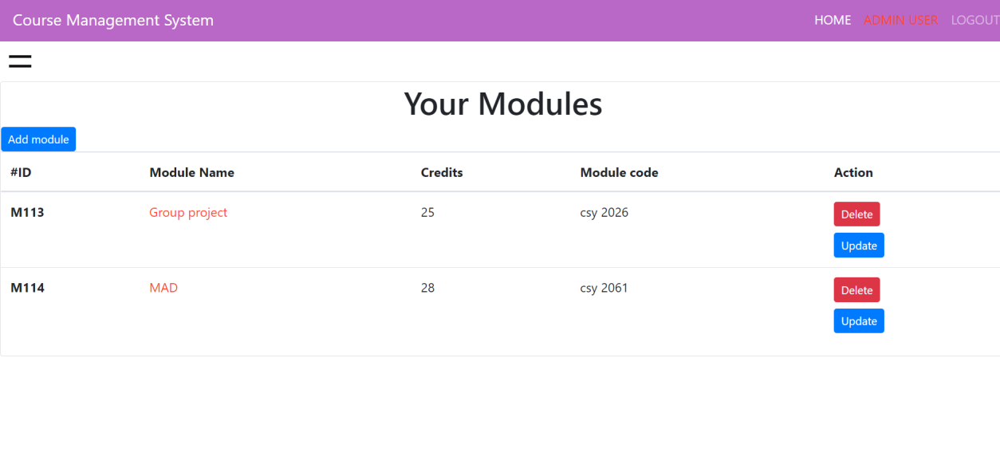 Course Management System HOME ADMIN USER LOGOUT
Your Modules
Add module
#ID Module Name Credits Module code Action
M113 Group project 25 csy 2026 Delete
Update
M114 MAD 28 csy 2061 Delete
Update